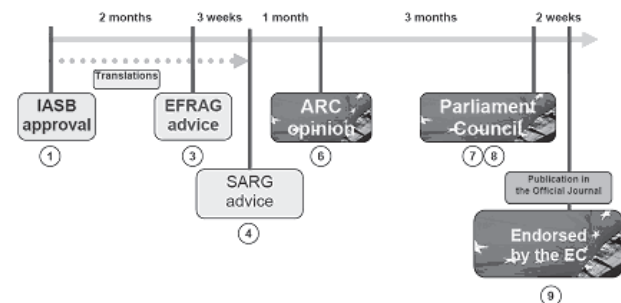 2 months 3 weeks 1 month 3 months 2 weeks
Translations
IASB
approval
EFRAG
advice
ARC
opinion
Parliament
Council
1
3
6
7 8
SARG
advice
Publication in
the Official Journal
4
Endorsed
by the EC
9